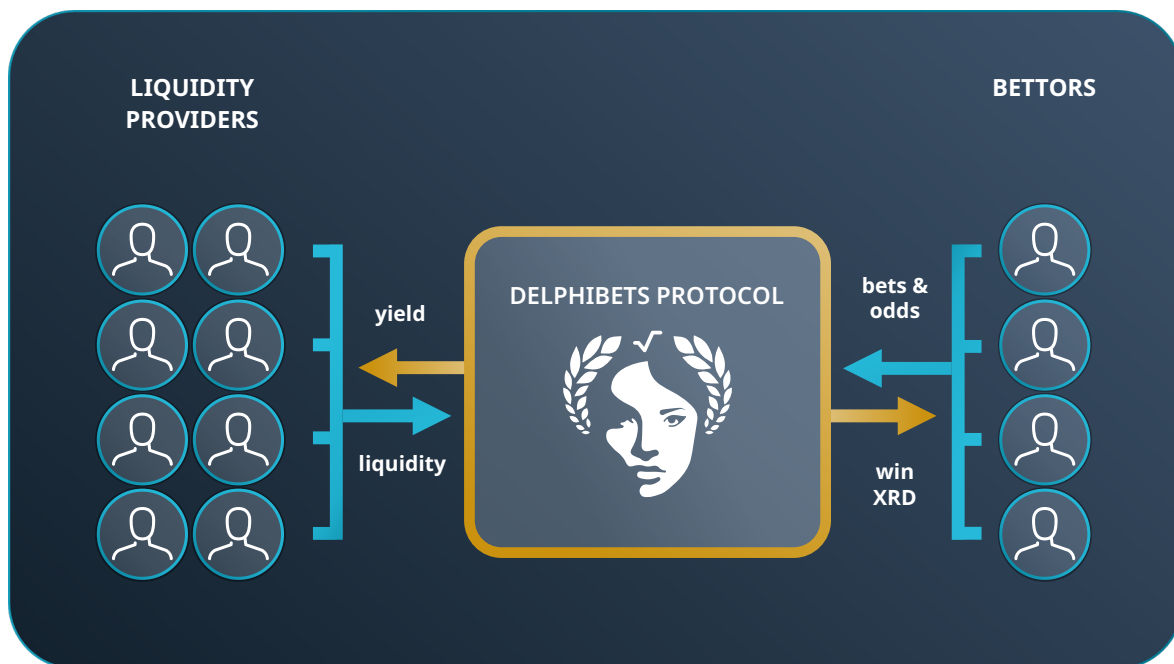 LIQUIDITY
PROVIDERS
BETTORS
DELPHIBETS PROTOCOL
yield
liquidity
bets &
odds
win
XRD